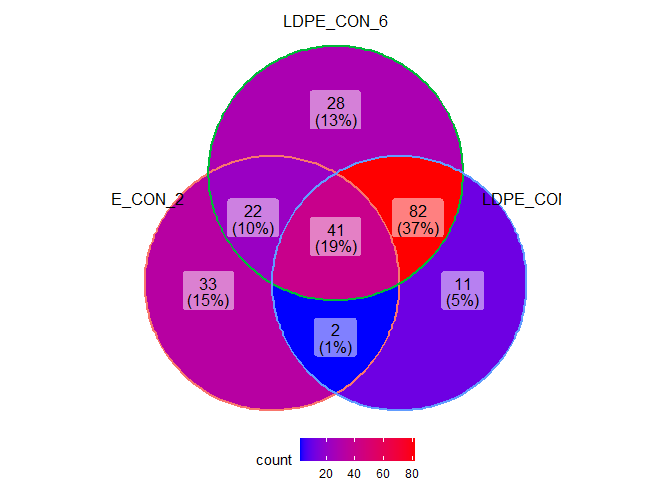 LDPE_CON_6
28
(13%)
E_CON_2
22
(10%)
41
(19%)
82
(37%)
LDPE_COI
33
(15%)
2
(1%)
11
(5%)
count
20 40 60 80